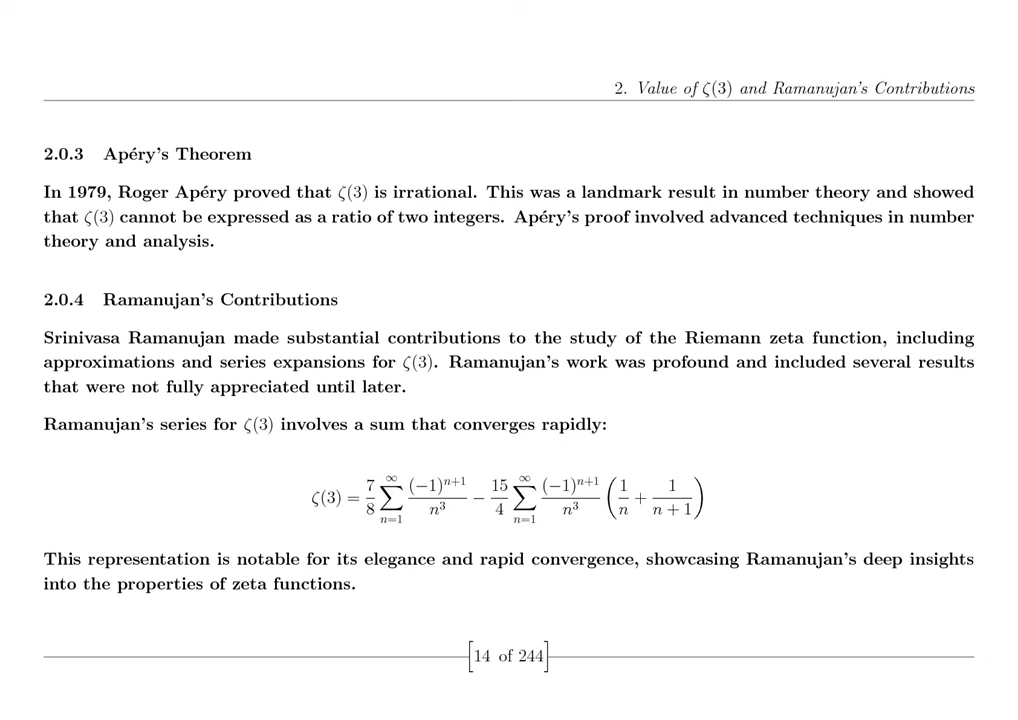 2. Value of ζ(3) and Ramanujan's Contributions
2.0.3 Apéry's Theorem
In 1979, Roger Apéry proved that ζ(3) is irrational. This was a landmark result in number theory and showed
that ζ(3) cannot be expressed as a ratio of two integers. Apéry's proof involved advanced techniques in number
theory and analysis.
2.0.4 Ramanujan's Contributions
Srinivasa Ramanujan made substantial contributions to the study of the Riemann zeta function, including
approximations and series expansions for ζ(3). Ramanujan's work was profound and included several results
that were not fully appreciated until later.
Ramanujan's series for ζ(3) involves a sum that converges rapidly:
ζ(3) = 7/8 ∑_{n=1}^{∞} (−1)^{n+1}/n^3 − 15/4 ∑_{n=1}^{∞} (−1)^{n+1}/n^3 (1/n + 1/(n+1))
This representation is notable for its elegance and rapid convergence, showcasing Ramanujan's deep insights
into the properties of zeta functions.
[14 of 244]